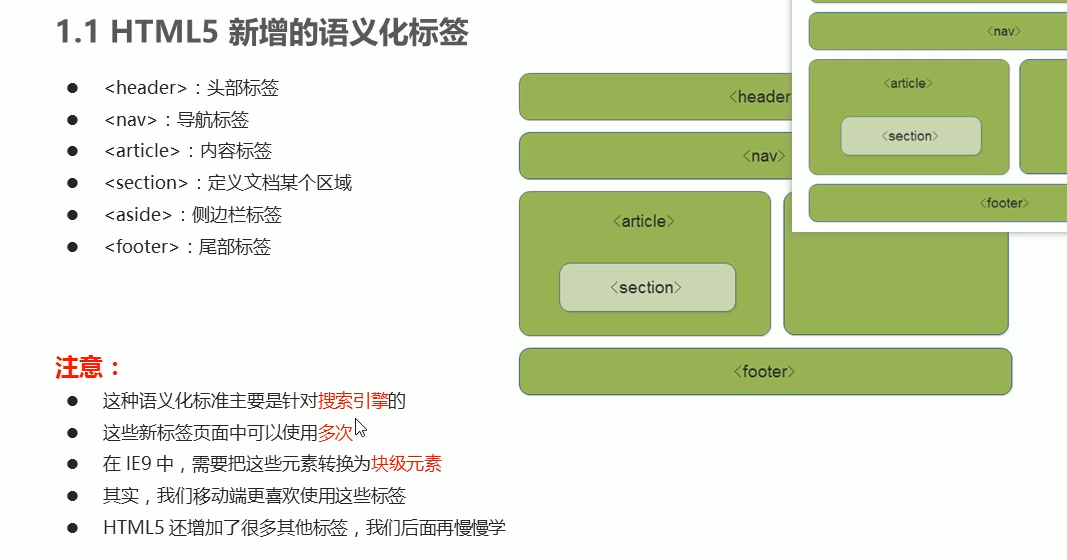 1.1 HTML5 新增的语义化标签
● <header>：头部标签
● <nav>：导航标签
● <article>：内容标签
● <section>：定义文档某个区域
● <aside>：侧边栏标签
● <footer>：尾部标签
<header
<nav>
<article>
<section>
<footer>
<nav>
<article>
<section>
<footer>
注意：
● 这种语义化标准主要是针对搜索引擎的
● 这些新标签页面中可以使用多次
● 在 IE9 中，需要把这些元素转换为块级元素
● 其实，我们移动端更喜欢使用这些标签
● HTML5 还增加了很多其他标签，我们后面再慢慢学